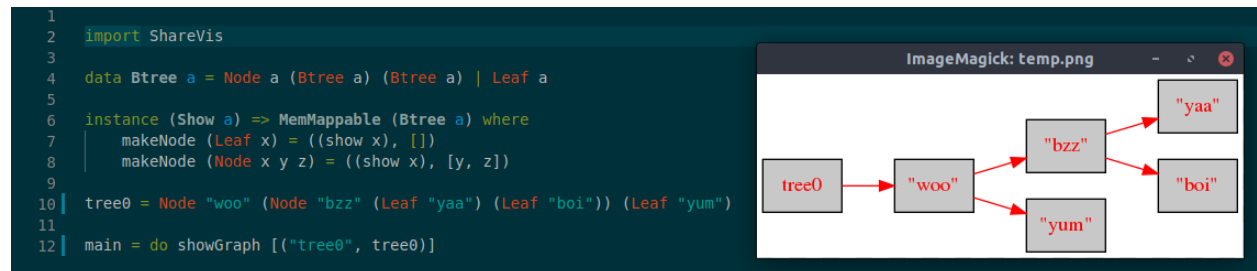 1
2 import ShareVis
3
4 data Btree a = Node a (Btree a) (Btree a) | Leaf a
5
6 instance (Show a) => MemMappable (Btree a) where
7     makeNode (Leaf x) = ((show x), [])
8     makeNode (Node x y z) = ((show x), [y, z])
9
10 tree0 = Node "woo" (Node "bzz" (Leaf "yaa") (Leaf "boi")) (Leaf "yum")
11
12 main = do showGraph [("tree0", tree0)]
ImageMagick: temp.png
"yaa"
"bzz"
tree0 "woo" "boi"
"yum"